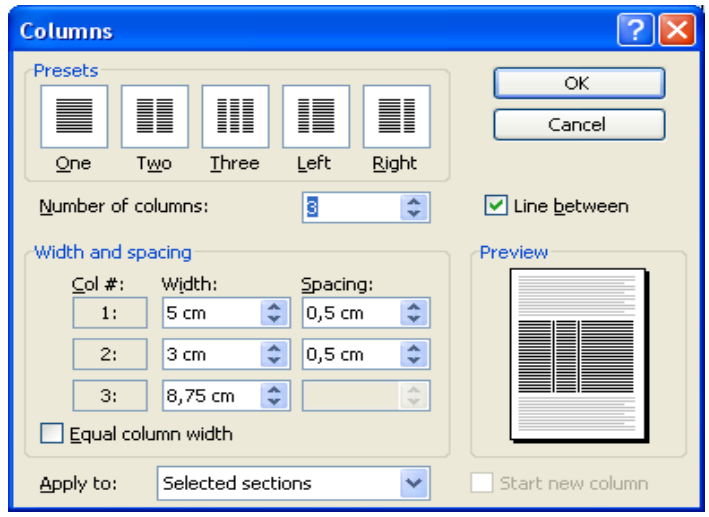 Columns
Presets
OK
Cancel
One Two Three Left Right
Number of columns: 3
Line between
Width and spacing
Preview
Col #: Width: Spacing:
1: 5 cm 0,5 cm
2: 3 cm 0,5 cm
3: 8,75 cm
Equal column width
Apply to: Selected sections
Start new column